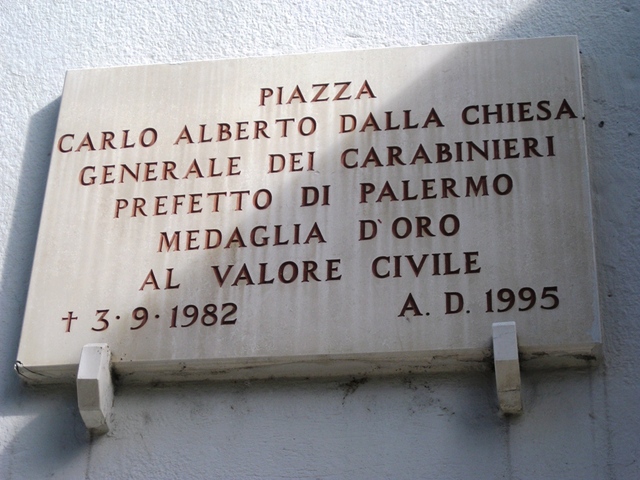 PIAZZA
CARLO ALBERTO DALLA CHIESA
GENERALE DEI CARABINIERI
PREFETTO DI PALERMO
MEDAGLIA D'ORO
AL VALORE CIVILE
† 3·9·1982 A. D. 1995